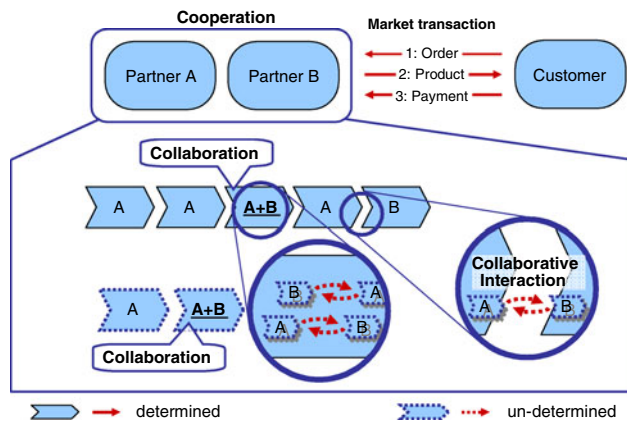 Cooperation
Market transaction
Partner A
Partner B
1: Order
2: Product
3: Payment
Customer
Collaboration
A
A
A+B
A
B
Collaborative
Interaction
B
A
A
B
A
B
A
A+B
Collaboration
determined
un-determined